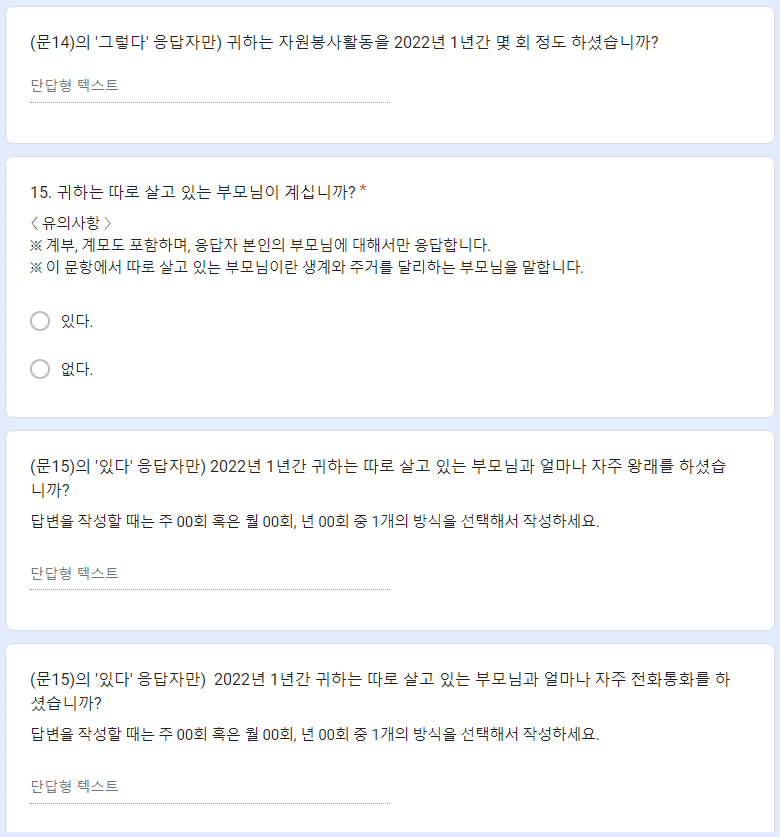 (문14)의 '그렇다' 응답자만) 귀하는 자원봉사활동을 2022년 1년간 몇 회 정도 하셨습니까?
단답형 텍스트
15. 귀하는 따로 살고 있는 부모님이 계십니까? *
〈 유의사항 〉
※ 계부, 계모도 포함하며, 응답자 본인의 부모님에 대해서만 응답합니다.
※ 이 문항에서 따로 살고 있는 부모님이란 생계와 주거를 달리하는 부모님을 말합니다.
있다.
없다.
(문15)의 '있다' 응답자만) 2022년 1년간 귀하는 따로 살고 있는 부모님과 얼마나 자주 왕래를 하셨습
니까?
답변을 작성할 때는 주 00회 혹은 월 00회, 년 00회 중 1개의 방식을 선택해서 작성하세요.
단답형 텍스트
(문15)의 '있다' 응답자만)  2022년 1년간 귀하는 따로 살고 있는 부모님과 얼마나 자주 전화통화를 하
셨습니까?
답변을 작성할 때는 주 00회 혹은 월 00회, 년 00회 중 1개의 방식을 선택해서 작성하세요.
단답형 텍스트